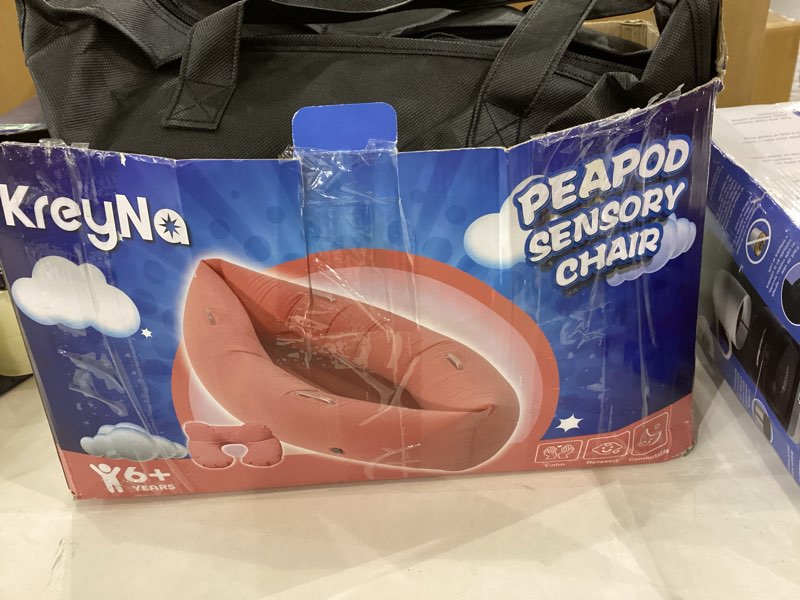 KreyNa
PEAPOD
SENSORY
CHAIR
6+
YEARS
Calm
Relaxed
Comfortable